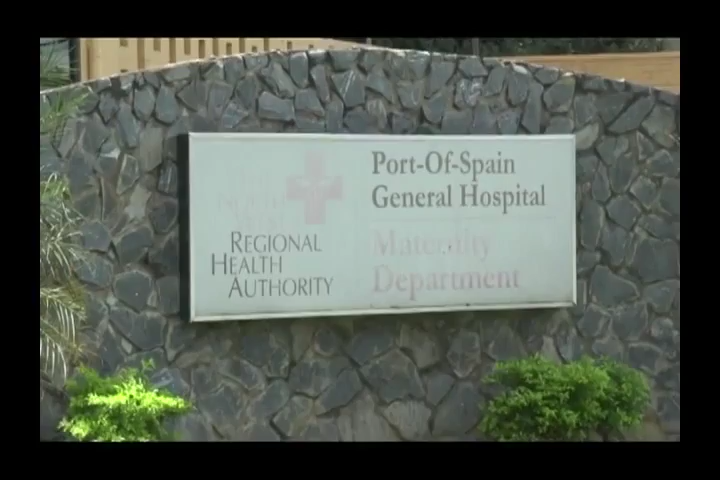 REGIONAL
HEALTH
AUTHORITY
Port-Of-Spain
General Hospital
Maternity
Department